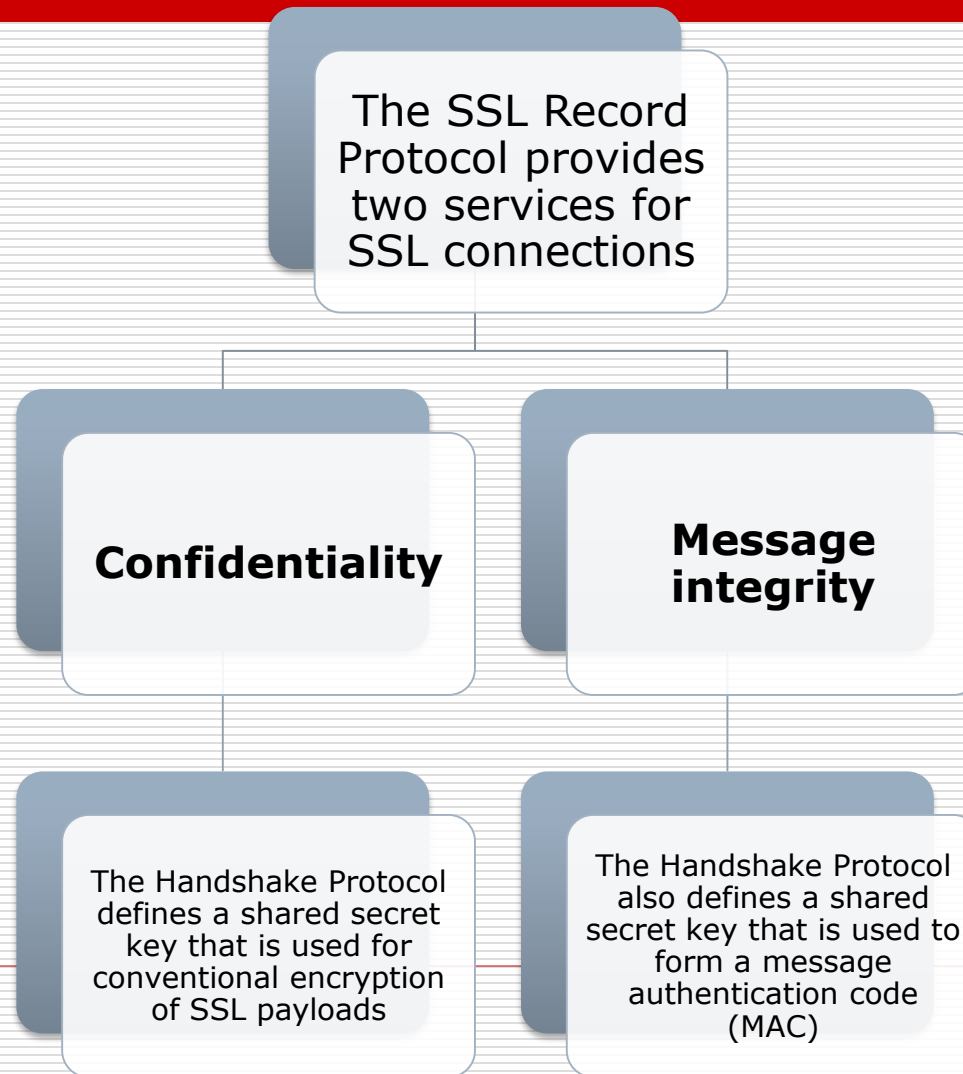 The SSL Record
Protocol provides
two services for
SSL connections
Confidentiality
Message
integrity
The Handshake Protocol
defines a shared secret
key that is used for
conventional encryption
of SSL payloads
The Handshake Protocol
also defines a shared
secret key that is used to
form a message
authentication code
(MAC)